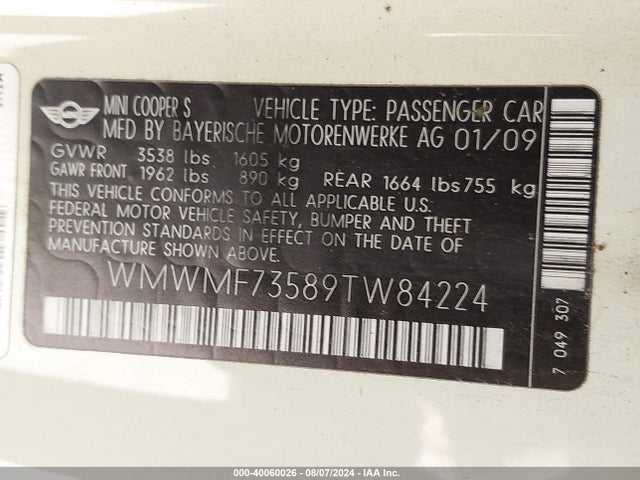 MINI COOPER S VEHICLE TYPE: PASSENGER CAR
MFD BY BAYERISCHE MOTORENWERKE AG 01/09
GVWR 3538 lbs 1605 kg
GAWR FRONT 1962 lbs 890 kg REAR 1664 lbs 755 kg
THIS VEHICLE CONFORMS TO ALL APPLICABLE U.S.
FEDERAL MOTOR VEHICLE SAFETY, BUMPER AND THEFT
PREVENTION STANDARDS IN EFFECT ON THE DATE
OF MANUFACTURE SHOWN ABOVE.
WMWMF73589TW84224
7 049 307
000-40060026 - 08/07/2024 - IAA Inc.